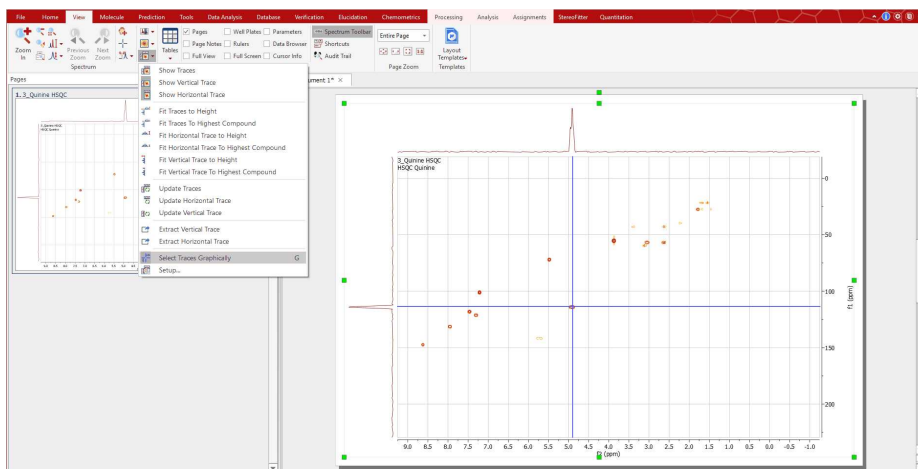 File Home View Molecule Prediction Tools Data Analysis Database Verification Elucidation Chemometrics Processing Analysis Assignments StereoFitter Quantitation
Zoom In
Previous Zoom
Next Zoom
Spectrum
Tables
Pages Well Plates Parameters
Page Notes Rulers Data Browser
Full View Full Screen Cursor Info
Spectrum Toolbar
Shortcuts
Audit Trail
Entire Page
Page Zoom
Layout Templates
Templates
Pages
ument 1*
1. 3_Quinine HSQC
Show Traces
Show Vertical Trace
Show Horizontal Trace
Fit Traces to Height
Fit Traces To Highest Compound
Fit Horizontal Trace to Height
Fit Horizontal Trace To Highest Compound
Fit Vertical Trace to Height
Fit Vertical Trace To Highest Compound
Update Traces
Update Horizontal Trace
Update Vertical Trace
Extract Vertical Trace
Extract Horizontal Trace
Select Traces Graphically G
Setup...
3_Quinine HSQC
HSQC Quinine
0
50
100
150
200
f1 (ppm)
9.0 8.5 8.0 7.5 7.0 6.5 6.0 5.5 5.0 4.5 4.0 3.5 3.0 2.5 2.0 1.5 1.0 0.5 0.0 -0.5 -1.0
f2 (ppm)